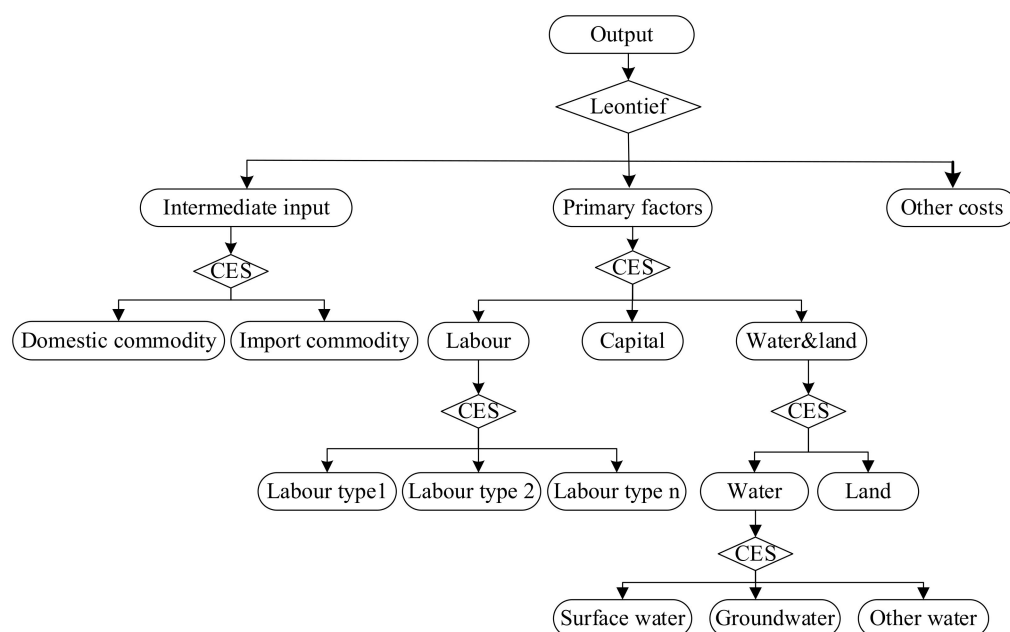 Output
Leontief
Intermediate input
Primary factors
Other costs
CES
CES
Domestic commodity
Import commodity
Labour
Capital
Water&land
CES
CES
Labour type1
Labour type 2
Labour type n
Water
Land
CES
Surface water
Groundwater
Other water